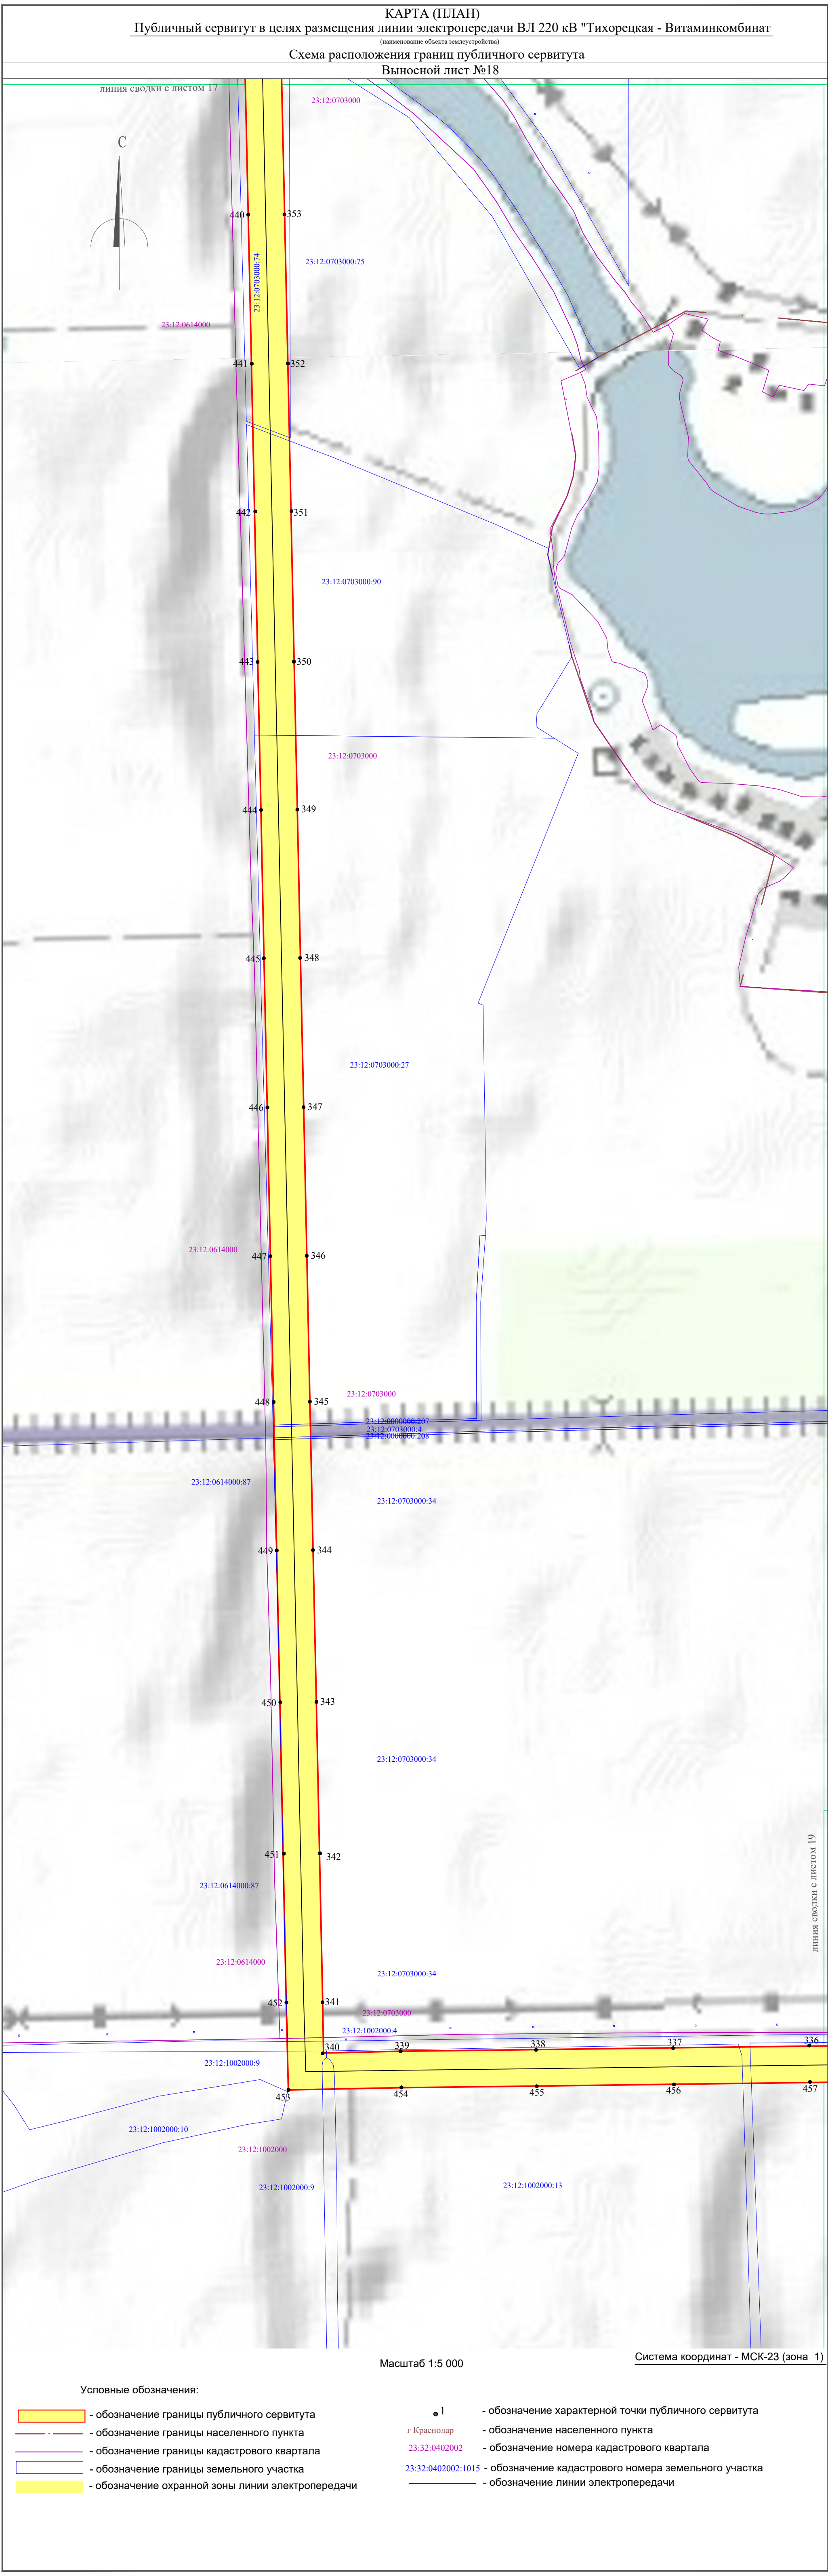 КАРТА (ПЛАН)
Публичный сервитут в целях размещения линии электропередачи ВЛ 220 кВ "Тихорецкая - Витаминкомбинат
(наименование объекта землеустройства)
Схема расположения границ публичного сервитута
Выносной лист №18
линия сводки с листом 17
23:12:0703000
С
440
353
23:12:0703000:74
23:12:0703000:75
23:12:0614000
441
352
442
351
23:12:0703000:90
443
350
23:12:0703000
444
349
445
348
23:12:0703000:27
446
347
23:12:0614000
447
346
23:12:0703000
448
345
23:12:0000000:207
23:12:0703000:4
23:12:0000000:208
23:12:0614000:87
23:12:0703000:34
449
344
450
343
23:12:0703000:34
451
342
линия сводки с листом 19
23:12:0614000:87
23:12:0614000
23:12:0703000:34
452
341
23:12:0703000
23:12:1002000:4
340
339
338
337
336
23:12:1002000:9
453
454
455
456
457
23:12:1002000:10
23:12:1002000
23:12:1002000:9
23:12:1002000:13
Масштаб 1:5 000
Система координат - МСК-23 (зона 1)
Условные обозначения:
- обозначение границы публичного сервитута
- обозначение границы населенного пункта
- обозначение границы кадастрового квартала
- обозначение границы земельного участка
- обозначение охранной зоны линии электропередачи
1 - обозначение характерной точки публичного сервитута
г Краснодар - обозначение населенного пункта
23:32:0402002 - обозначение номера кадастрового квартала
23:32:0402002:1015 - обозначение кадастрового номера земельного участка
- обозначение линии электропередачи